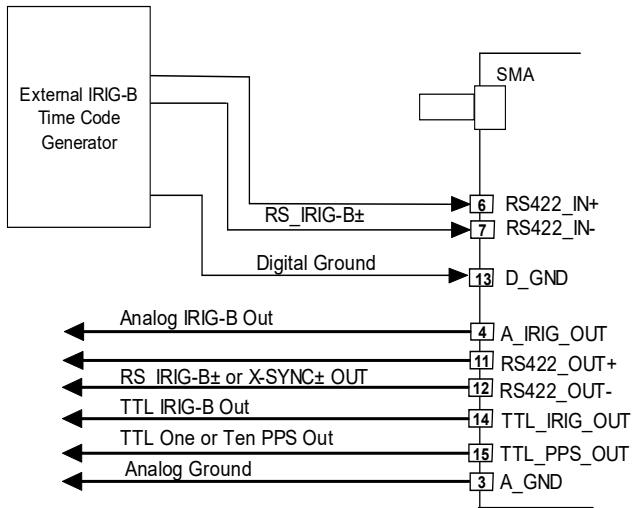 External IRIG-B
Time Code
Generator
SMA
6 RS422_IN+
RS_IRIG-B±
7 RS422_IN-
Digital Ground
13 D_GND
Analog IRIG-B Out
4 A_IRIG_OUT
11 RS422_OUT+
RS IRIG-B± or X-SYNC± OUT
12 RS422_OUT-
TTL IRIG-B Out
14 TTL_IRIG_OUT
TTL One or Ten PPS Out
15 TTL_PPS_OUT
Analog Ground
3 A_GND